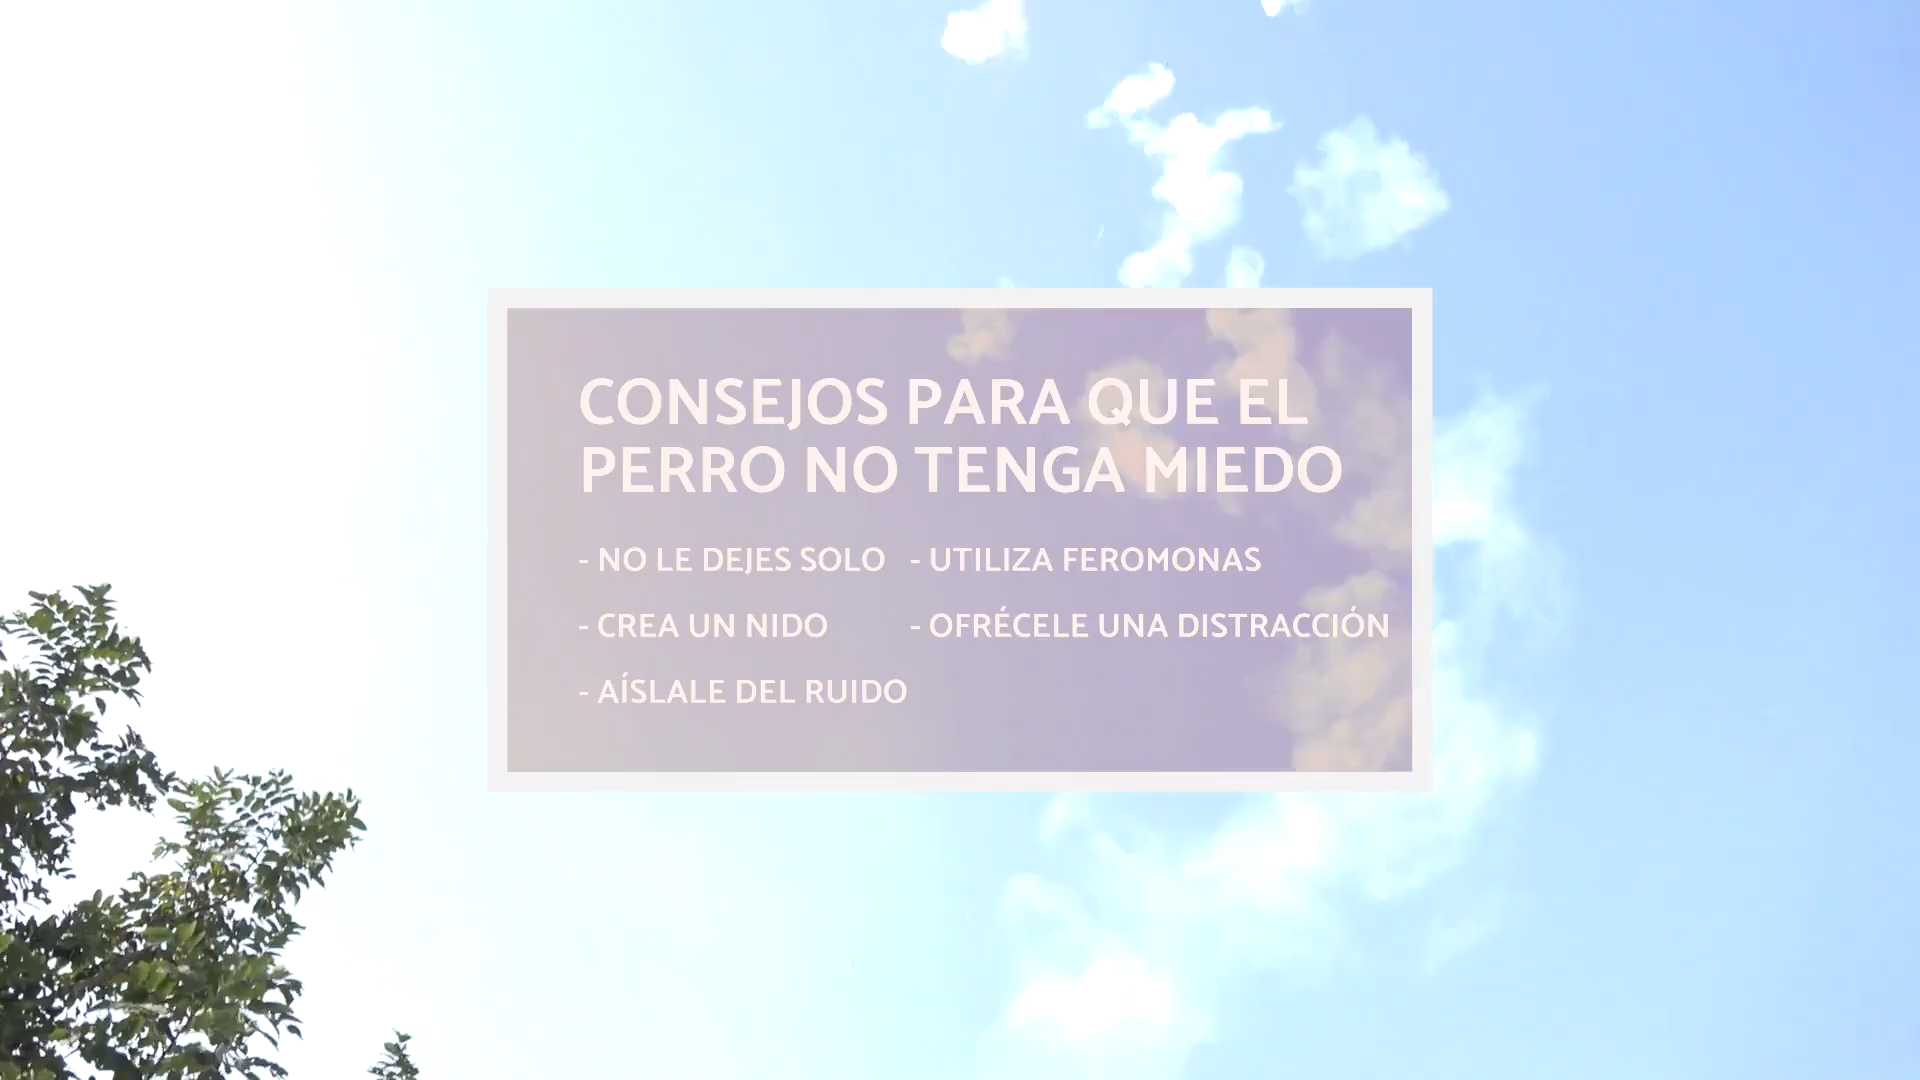 CONSEJOS PARA QUE EL
PERRO NO TENGA MIEDO
- NO LE DEJES SOLO
- CREA UN NIDO
- AÍSLALE DEL RUIDO
- UTILIZA FEROMONAS
- OFRÉCELE UNA DISTRACCIÓN